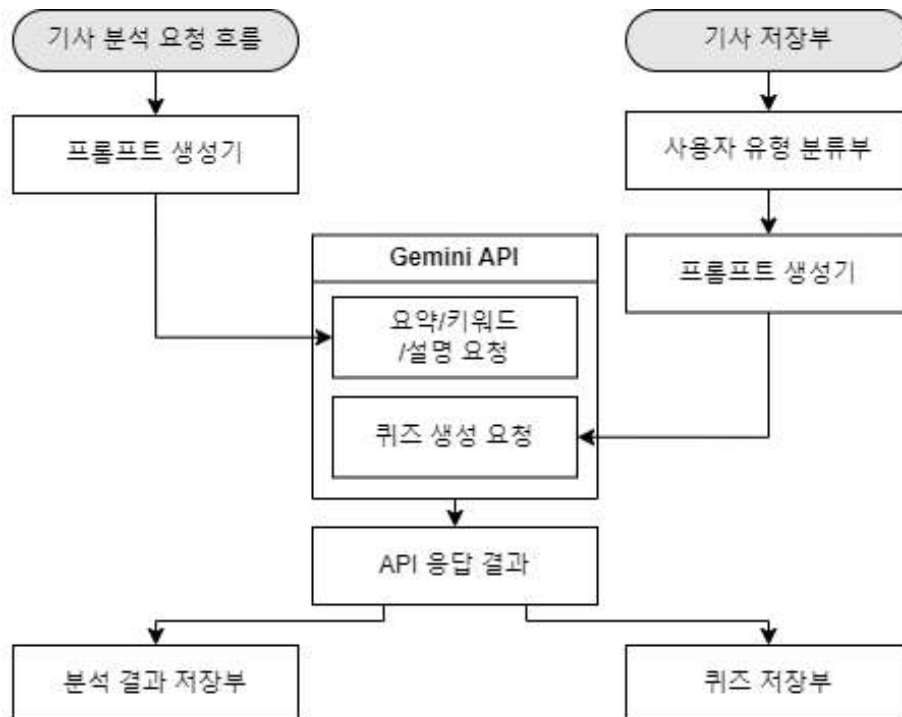 기사 분석 요청 흐름
기사 저장부
프롬프트 생성기
사용자 유형 분류부
Gemini API
프롬프트 생성기
요약/키워드
/설명 요청
퀴즈 생성 요청
API 응답 결과
분석 결과 저장부
퀴즈 저장부